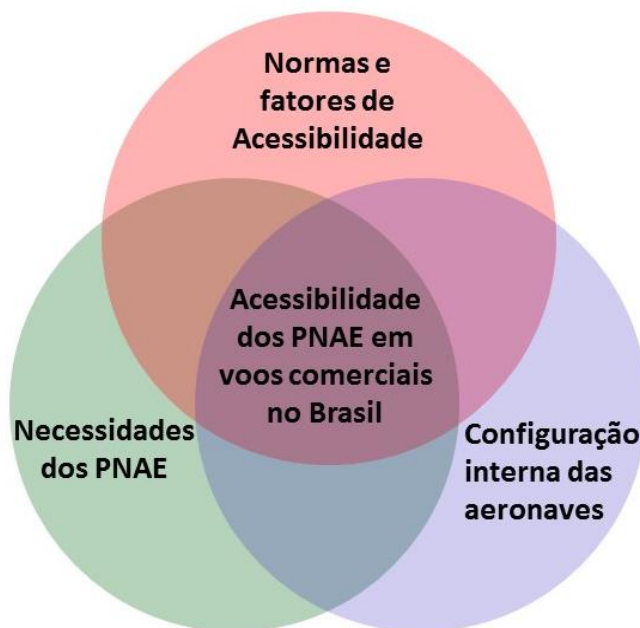 Normas e
fatores de
Acessibilidade
Acessibilidade
dos PNAE em
voos comerciais
no Brasil
Necessidades
dos PNAE
Configuração
interna das
aeronaves